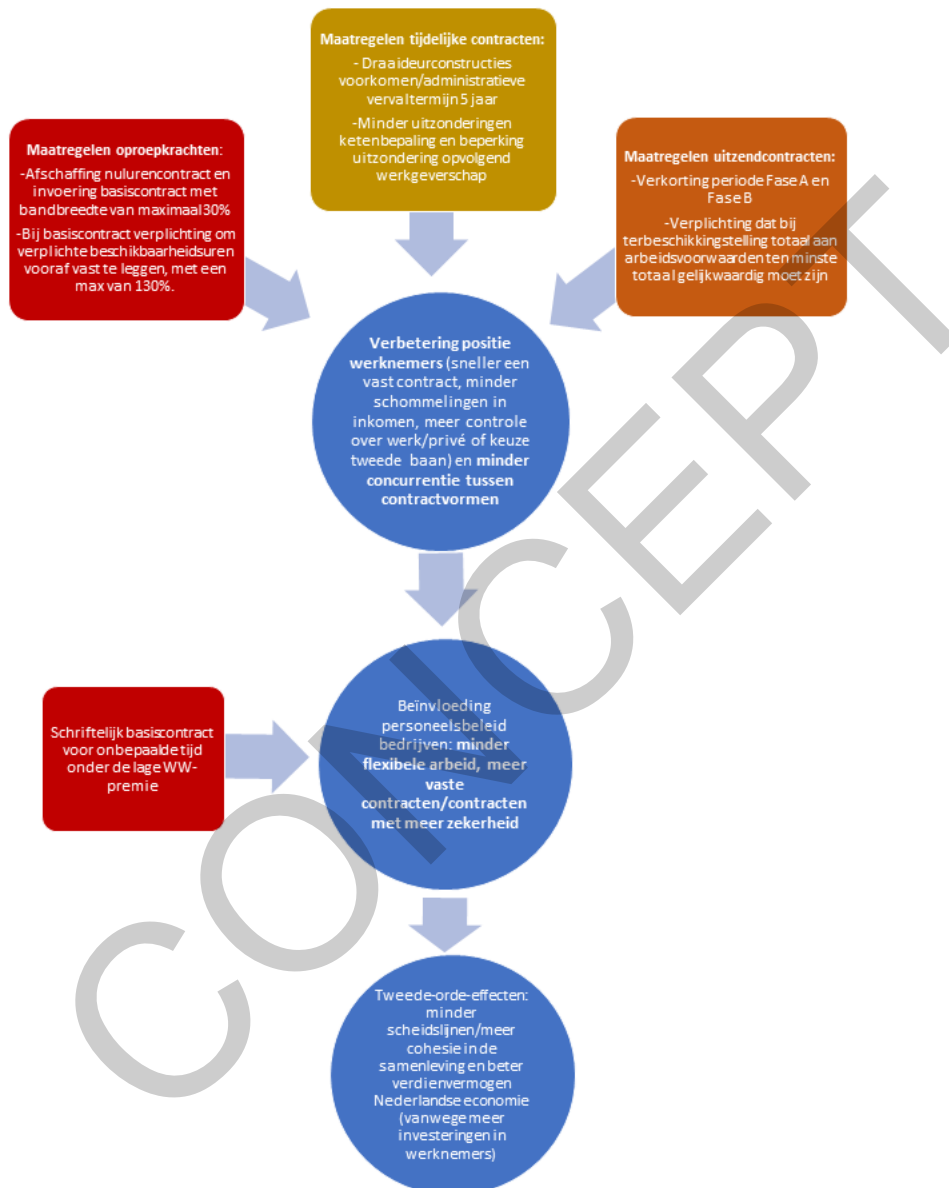 Maatregelen tijdelijke contracten:
- Draaideurconstructies
voorkomen/administratieve
vervaltermijn 5 jaar
-Minder uitzonderingen
ketenbepaling en beperking
uitzondering opvolgend
werkgeverschap
Maatregelen oproepkrachten:
-Afschaffing nulurencontract en
invoering basiscontract met
bandbreedte van maximaal 30%
-Bij basiscontract verplichting om
verplichte beschikbaarheidsuren
vooraf vast te leggen, met een
max van 130%.
Maatregelen uitzendcontracten:
-Verkorting periode Fase A en
Fase B
-Verplichting dat bij
terbeschikkingstelling totaal aan
arbeidsvoorwaarden ten minste
totaal gelijkwaardig moet zijn
Verbetering positie
werknemers (sneller een
vast contract, minder
schommelingen in
inkomen, meer controle
over werk/privé of keuze
tweede baan) en minder
concurrentie tussen
contractvormen
Schriftelijk basiscontract
voor onbepaalde tijd
onder de lage WW-
premie
Beïnvloeding
personeelsbeleid
bedrijven: minder
flexibele arbeid, meer
vaste
contracten/contracten
met meer zekerheid
Tweede-orde-effecten:
minder
scheidslijnen/meer
cohesie in de
samenleving en beter
verdienvermogen
Nederlandse economie
(vanwege meer
investeringen in
werknemers)
CONCEPT